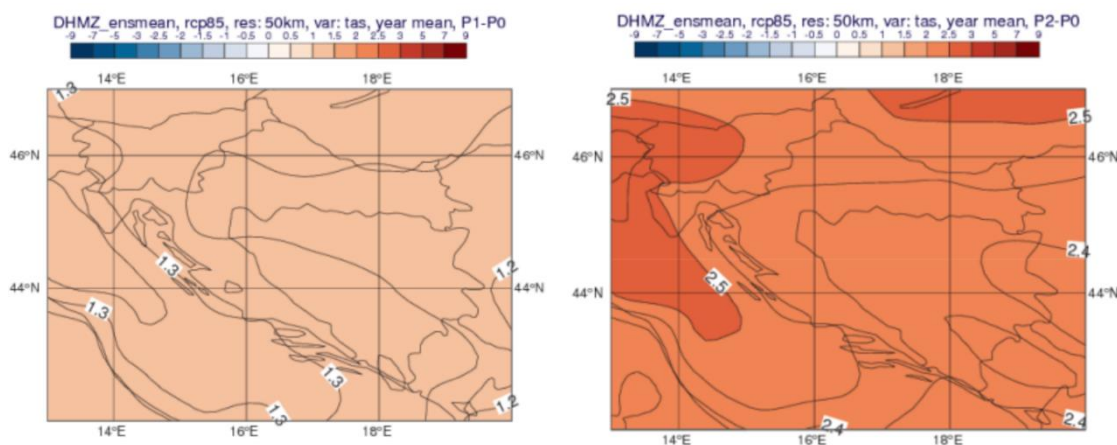 DHMZ_ensmean, rcp85, res: 50km, var: tas, year mean, P1-P0
-9 -7 -5 -3 -2.5 -2 -1.5 -1 -0.5 0 0.5 1 1.5 2 2.5 3 5 7 9
14°E 16°E 18°E
1.3
46°N 46°N
1.3
1.2
44°N 44°N
1.3
1.3
1.2
1.3
14°E 16°E 18°E
DHMZ_ensmean, rcp85, res: 50km, var: tas, year mean, P2-P0
-9 -7 -5 -3 -2.5 -2 -1.5 -1 -0.5 0 0.5 1 1.5 2 2.5 3 5 7 9
14°E 16°E 18°E
2.5
2.5
46°N 46°N
2.4
2.5
44°N 44°N
2.4
14°E 16°E 18°E